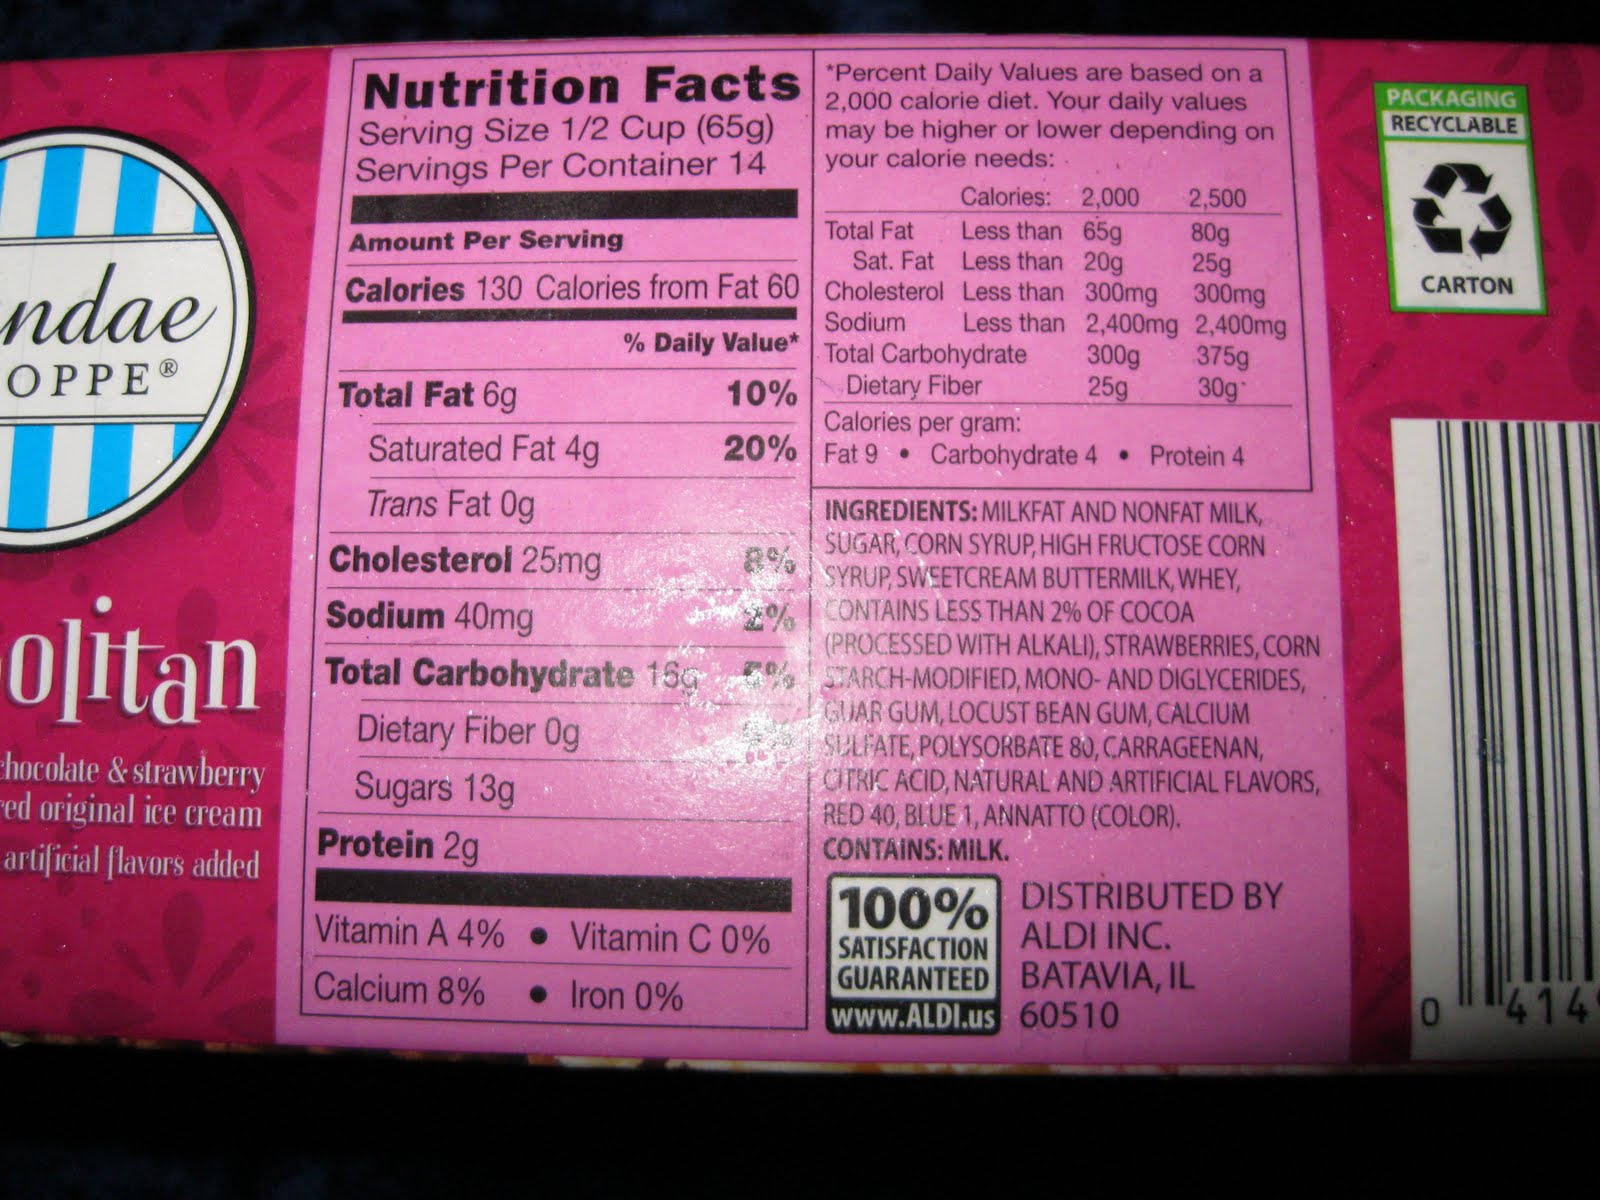 ndae
OPPE®
olitan
chocolate & strawberry
red original ice cream
artificial flavors added
Nutrition Facts
Serving Size 1/2 Cup (65g)
Servings Per Container 14
Amount Per Serving
Calories 130 Calories from Fat 60
% Daily Value*
Total Fat 6g 10%
Saturated Fat 4g 20%
Trans Fat 0g
Cholesterol 25mg 8%
Sodium 40mg 2%
Total Carbohydrate 16g 5%
Dietary Fiber 0g
Sugars 13g
Protein 2g
Vitamin A 4% • Vitamin C 0%
Calcium 8% • Iron 0%
*Percent Daily Values are based on a
2,000 calorie diet. Your daily values
may be higher or lower depending on
your calorie needs:
Calories: 2,000 2,500
Total Fat Less than 65g 80g
Sat. Fat Less than 20g 25g
Cholesterol Less than 300mg 300mg
Sodium Less than 2,400mg 2,400mg
Total Carbohydrate 300g 375g
Dietary Fiber 25g 30g
Calories per gram:
Fat 9 • Carbohydrate 4 • Protein 4
INGREDIENTS: MILKFAT AND NONFAT MILK,
SUGAR, CORN SYRUP, HIGH FRUCTOSE CORN
SYRUP, SWEETCREAM BUTTERMILK, WHEY,
CONTAINS LESS THAN 2% OF COCOA
(PROCESSED WITH ALKALI), STRAWBERRIES, CORN
STARCH-MODIFIED, MONO- AND DIGLYCERIDES,
GUAR GUM, LOCUST BEAN GUM, CALCIUM
SULFATE, POLYSORBATE 80, CARRAGEENAN,
CITRIC ACID, NATURAL AND ARTIFICIAL FLAVORS,
RED 40, BLUE 1, ANNATTO (COLOR).
CONTAINS: MILK.
100%
SATISFACTION
GUARANTEED
www.ALDI.us
DISTRIBUTED BY
ALDI INC.
BATAVIA, IL
60510
PACKAGING
RECYCLABLE
CARTON
0 414